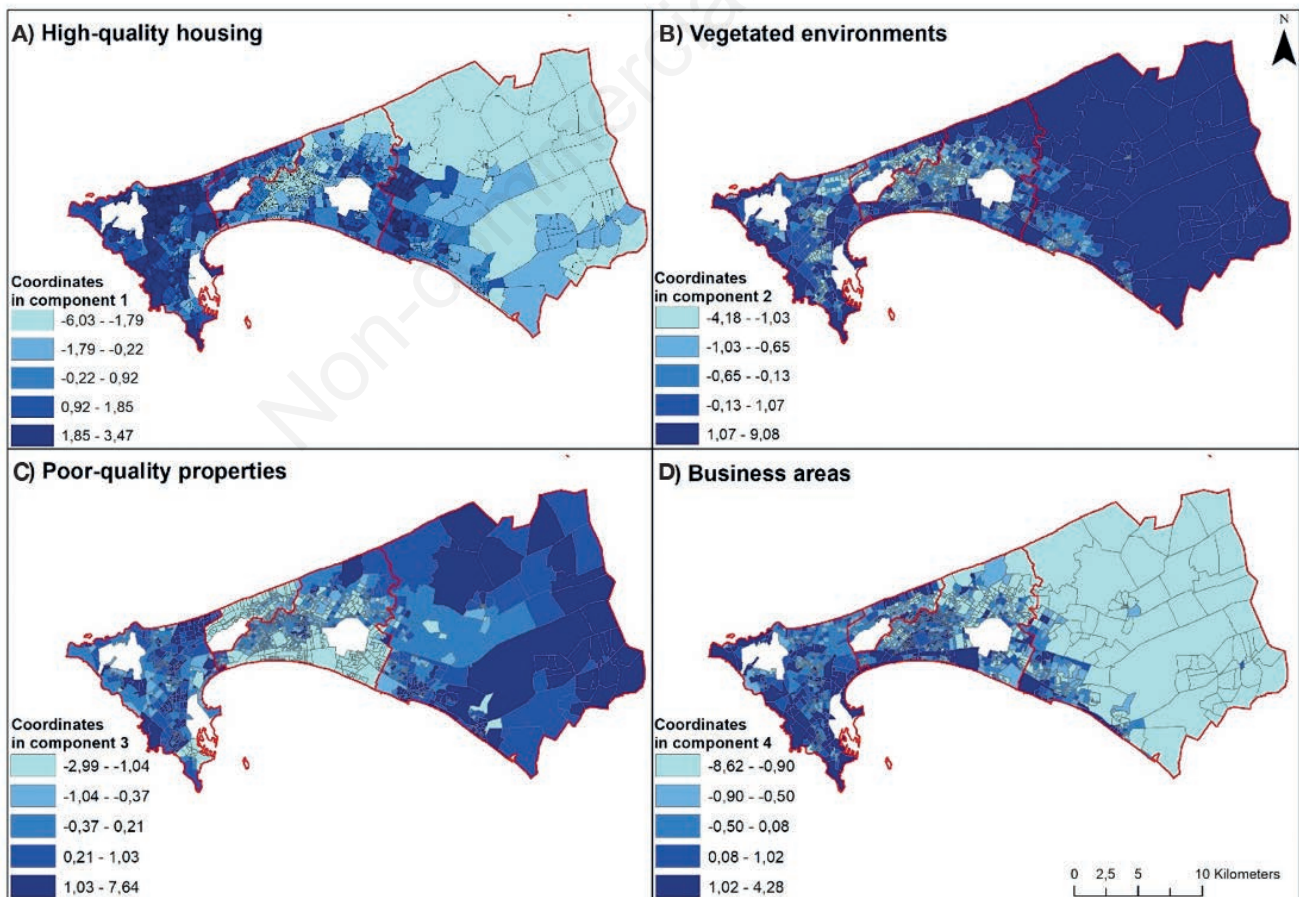 A) High-quality housing
Coordinates
in component 1
-6,03 - -1,79
-1,79 - -0,22
-0,22 - 0,92
0,92 - 1,85
1,85 - 3,47
B) Vegetated environments
N
Coordinates
in component 2
-4,18 - -1,03
-1,03 - -0,65
-0,65 - -0,13
-0,13 - 1,07
1,07 - 9,08
C) Poor-quality properties
Coordinates
in component 3
-2,99 - -1,04
-1,04 - -0,37
-0,37 - 0,21
0,21 - 1,03
1,03 - 7,64
D) Business areas
Coordinates
in component 4
-8,62 - -0,90
-0,90 - -0,50
-0,50 - 0,08
0,08 - 1,02
1,02 - 4,28
0 2,5 5 10 Kilometers